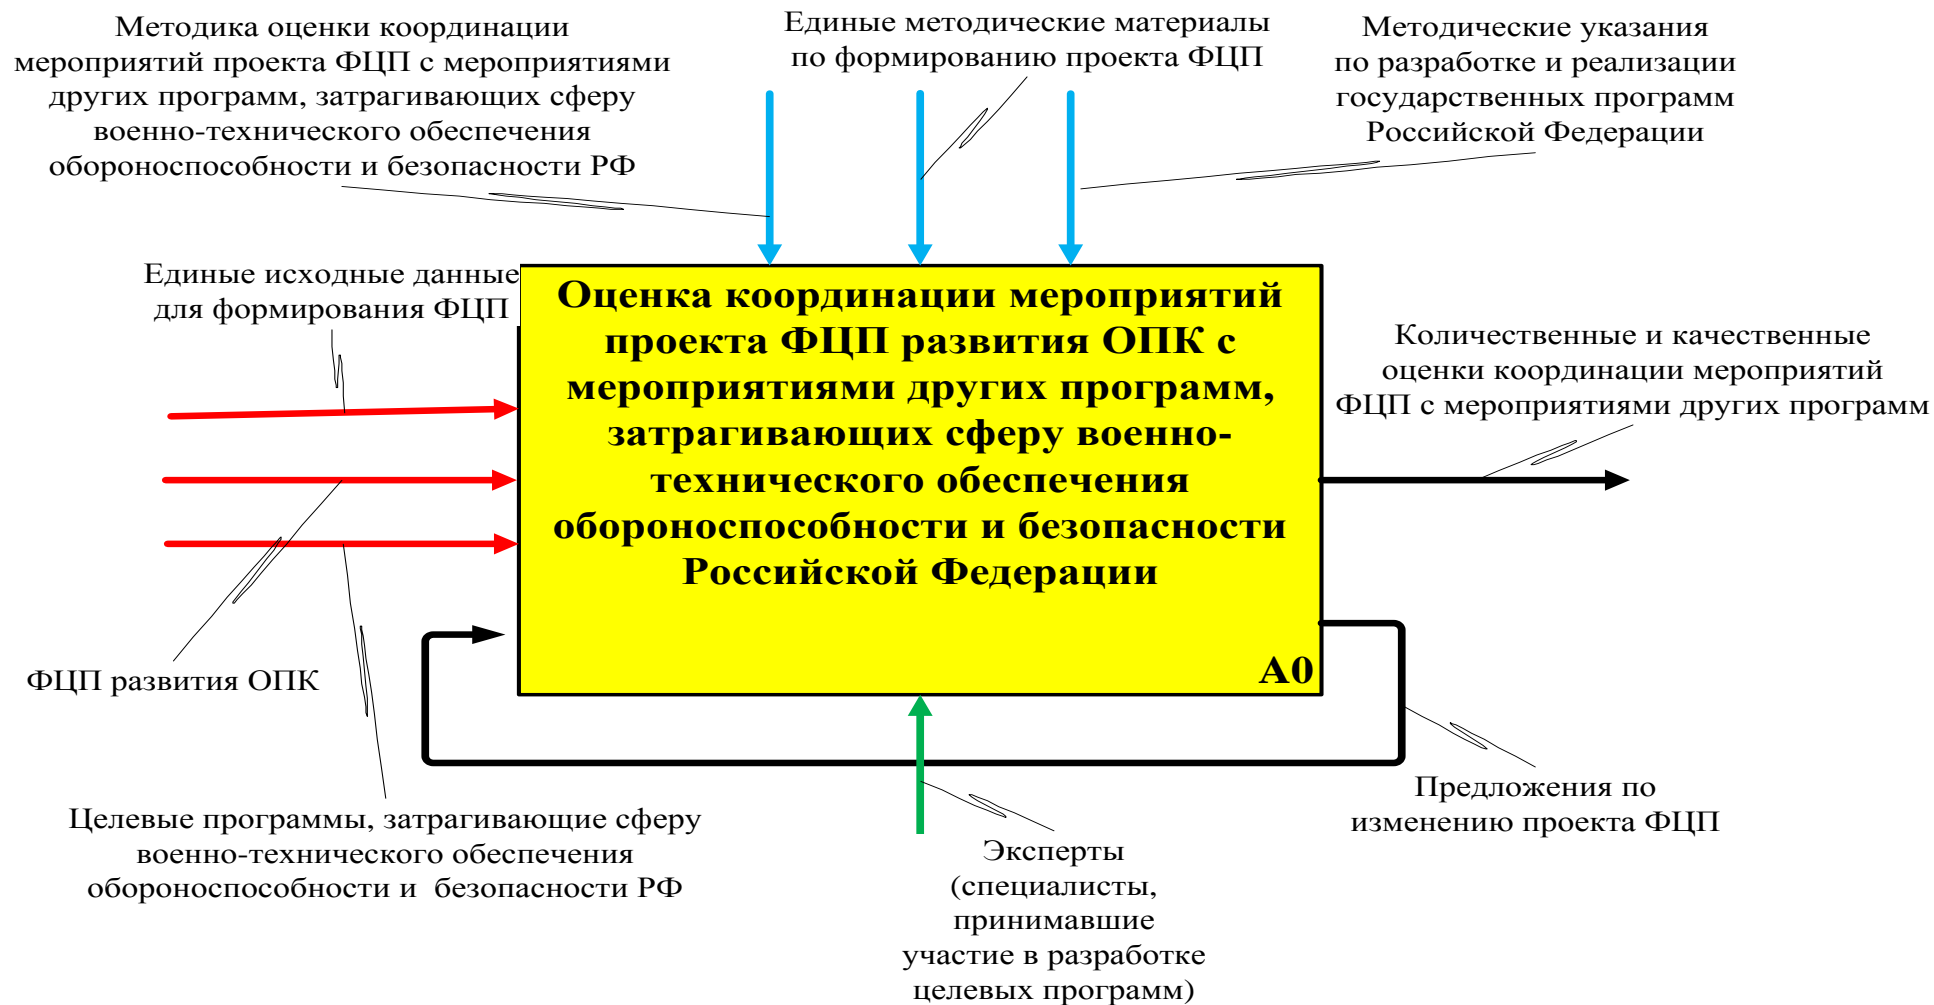 Методика оценки координации
мероприятий проекта ФЦП с мероприятиями
других программ, затрагивающих сферу
военно-технического обеспечения
обороноспособности и безопасности РФ
Единые методические материалы
по формированию проекта ФЦП
Методические указания
по разработке и реализации
государственных программ
Российской Федерации
Единые исходные данные
для формирования ФЦП
Оценка координации мероприятий
проекта ФЦП развития ОПК с
мероприятиями других программ,
затрагивающих сферу военно-
технического обеспечения
обороноспособности и безопасности
Российской Федерации
А0
Количественные и качественные
оценки координации мероприятий
ФЦП с мероприятиями других программ
ФЦП развития ОПК
Целевые программы, затрагивающие сферу
военно-технического обеспечения
обороноспособности и  безопасности РФ
Эксперты
(специалисты,
принимавшие
участие в разработке
целевых программ)
Предложения по
изменению проекта ФЦП